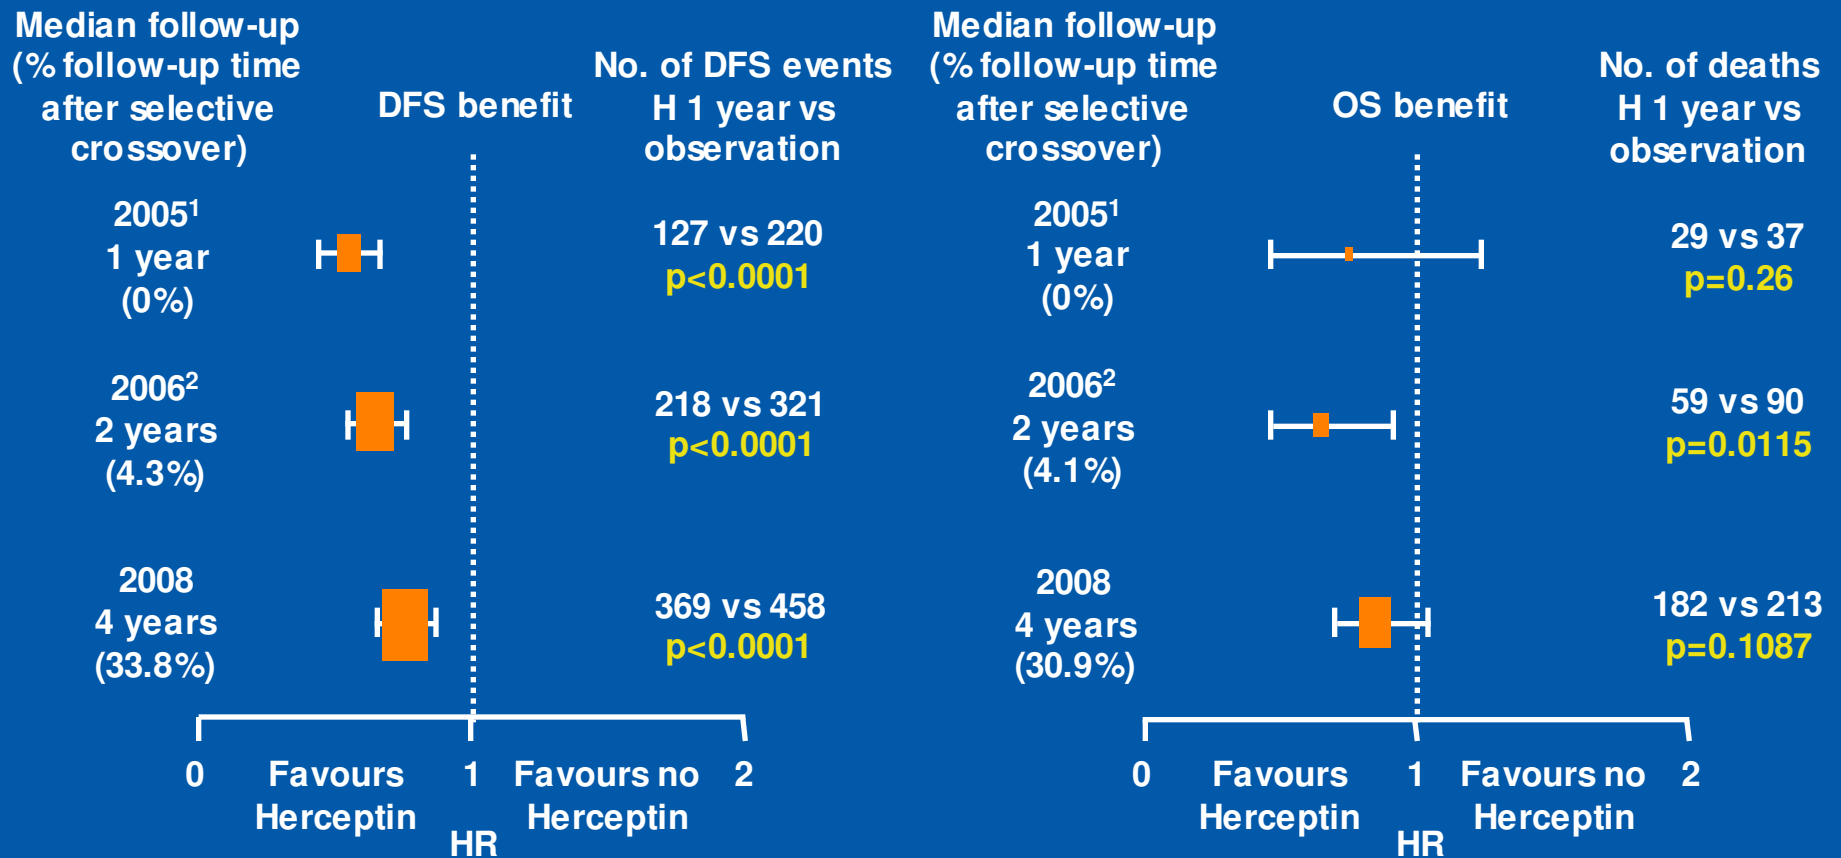 Median follow-up
(% follow-up time
after selective
crossover)
DFS benefit
No. of DFS events
H 1 year vs
observation
2005¹
1 year
(0%)
127 vs 220
p<0.0001
2006²
2 years
(4.3%)
218 vs 321
p<0.0001
2008
4 years
(33.8%)
369 vs 458
p<0.0001
0
Favours
Herceptin
1
Favours no
Herceptin
2
HR
Median follow-up
(% follow-up time
after selective
crossover)
OS benefit
No. of deaths
H 1 year vs
observation
2005¹
1 year
(0%)
29 vs 37
p=0.26
2006²
2 years
(4.1%)
59 vs 90
p=0.0115
2008
4 years
(30.9%)
182 vs 213
p=0.1087
0
Favours
Herceptin
1
Favours no
Herceptin
2
HR